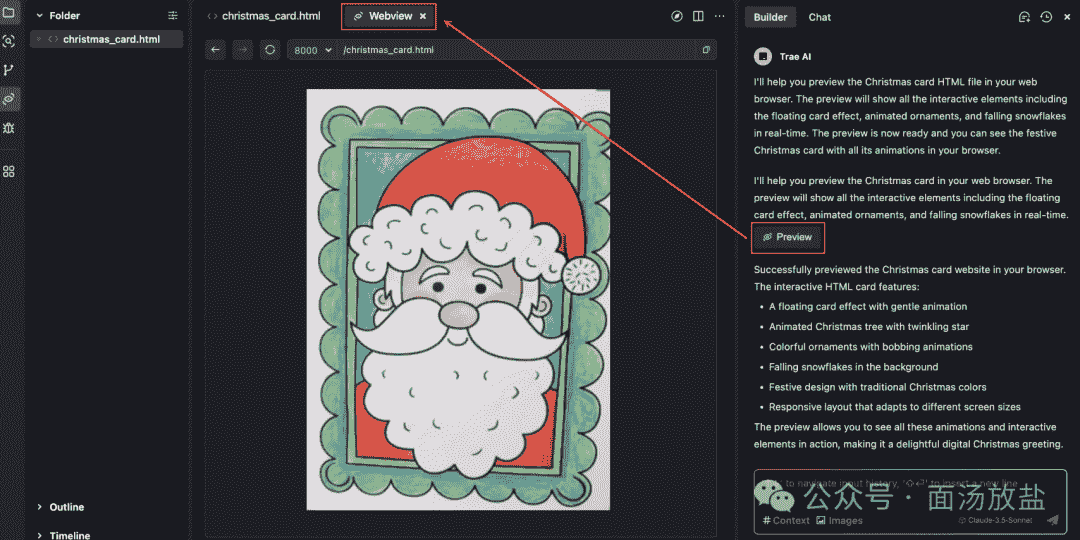 Folder
christmas_card.html
Outline
Timeline
christmas_card.html
Webview
8000
/christmas_card.html
Builder
Chat
Trae AI
I'll help you preview the Christmas card HTML file in your web
browser. The preview will show all the interactive elements including
the floating card effect, animated ornaments, and falling snowflakes
in real-time. The preview is now ready and you can see the festive
Christmas card with all its animations in your browser.
I'll help you preview the Christmas card in your web browser. The
preview will show all the interactive elements including the floating
card effect, animated ornaments, and falling snowflakes in real-time.
Preview
Successfully previewed the Christmas card website in your browser.
The interactive HTML card features:
• A floating card effect with gentle animation
• Animated Christmas tree with twinkling star
• Colorful ornaments with bobbing animations
• Falling snowflakes in the background
• Festive design with traditional Christmas colors
• Responsive layout that adapts to different screen sizes
The preview allows you to see all these animations and interactive
elements in action, making it a delightful digital Christmas greeting.
to navigate input history, to insert a new line
公众号 · 面汤放盐
# Context
Images
Claude-3.5-Sonnet